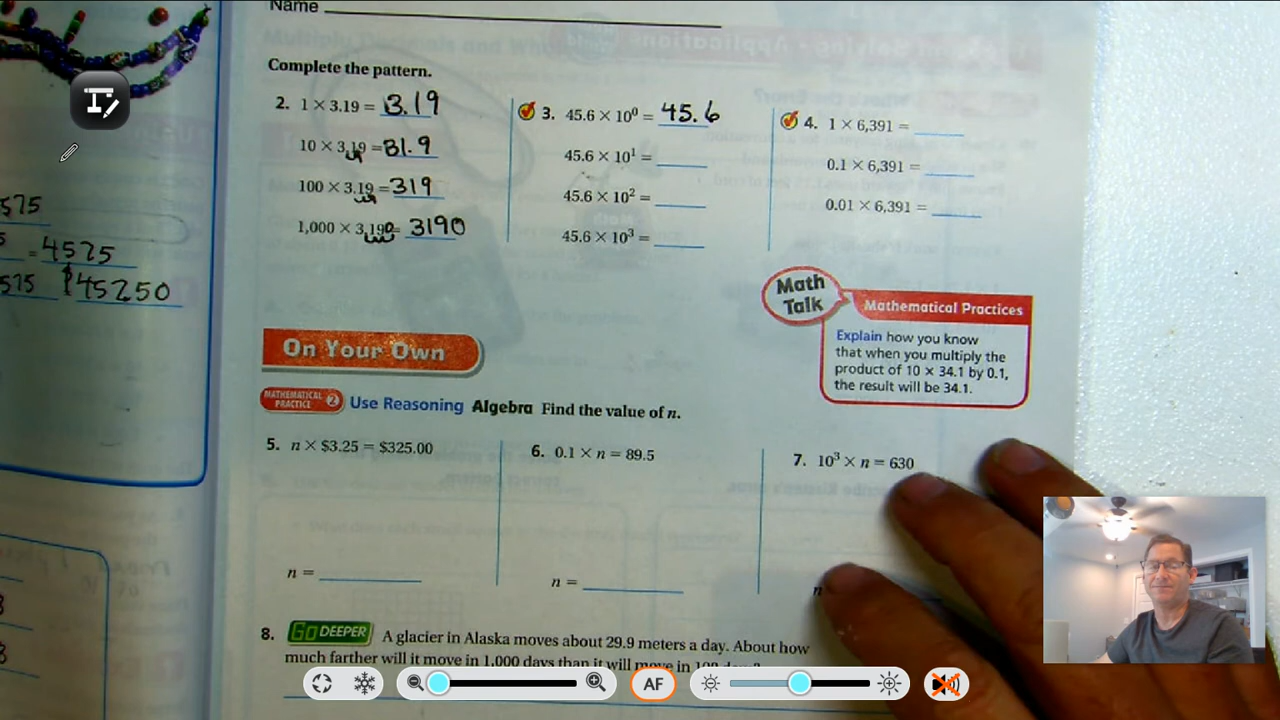 Name
Complete the pattern.
2. 1 × 3.19 = 3.19
10 × 3.19 = 31.9
100 × 3.19 = 319
1,000 × 3.190 = 3190
3. 45.6 × 10⁰ = 45.6
45.6 × 10¹ =
45.6 × 10² =
45.6 × 10³ =
4. 1 × 6,391 =
0.1 × 6,391 =
0.01 × 6,391 =
575
= 4575
575 45250
Math
Talk
Mathematical Practices
Explain how you know
that when you multiply the
product of 10 × 34.1 by 0.1,
the result will be 34.1.
On Your Own
MATHEMATICAL
PRACTICE 2 Use Reasoning Algebra Find the value of n.
5. n × $3.25 = $325.00
n =
6. 0.1 × n = 89.5
n =
7. 10³ × n = 630
n
8. Go DEEPER A glacier in Alaska moves about 29.9 meters a day. About how
much farther will it move in 1,000 days than it will move in
AF